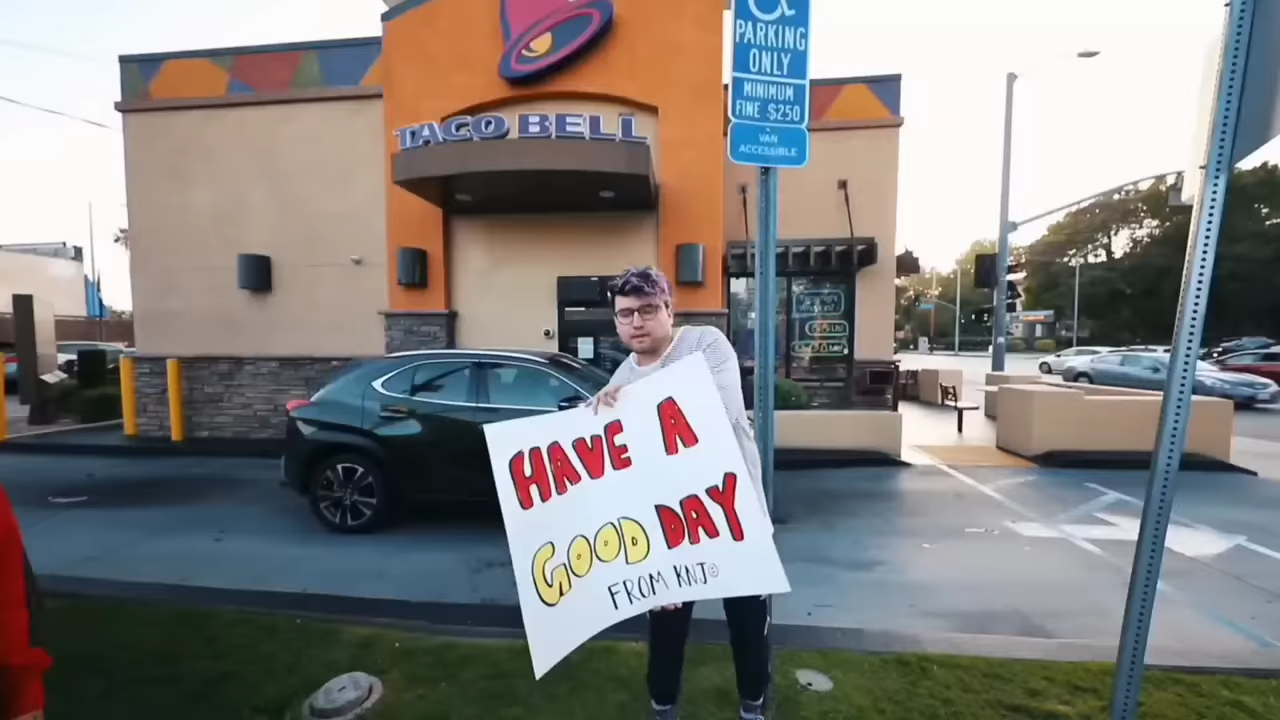 PARKING
ONLY
MINIMUM
FINE $250
VAN
ACCESSIBLE
TACO BELL
HAVE A
GOOD DAY
FROM KNJ☺